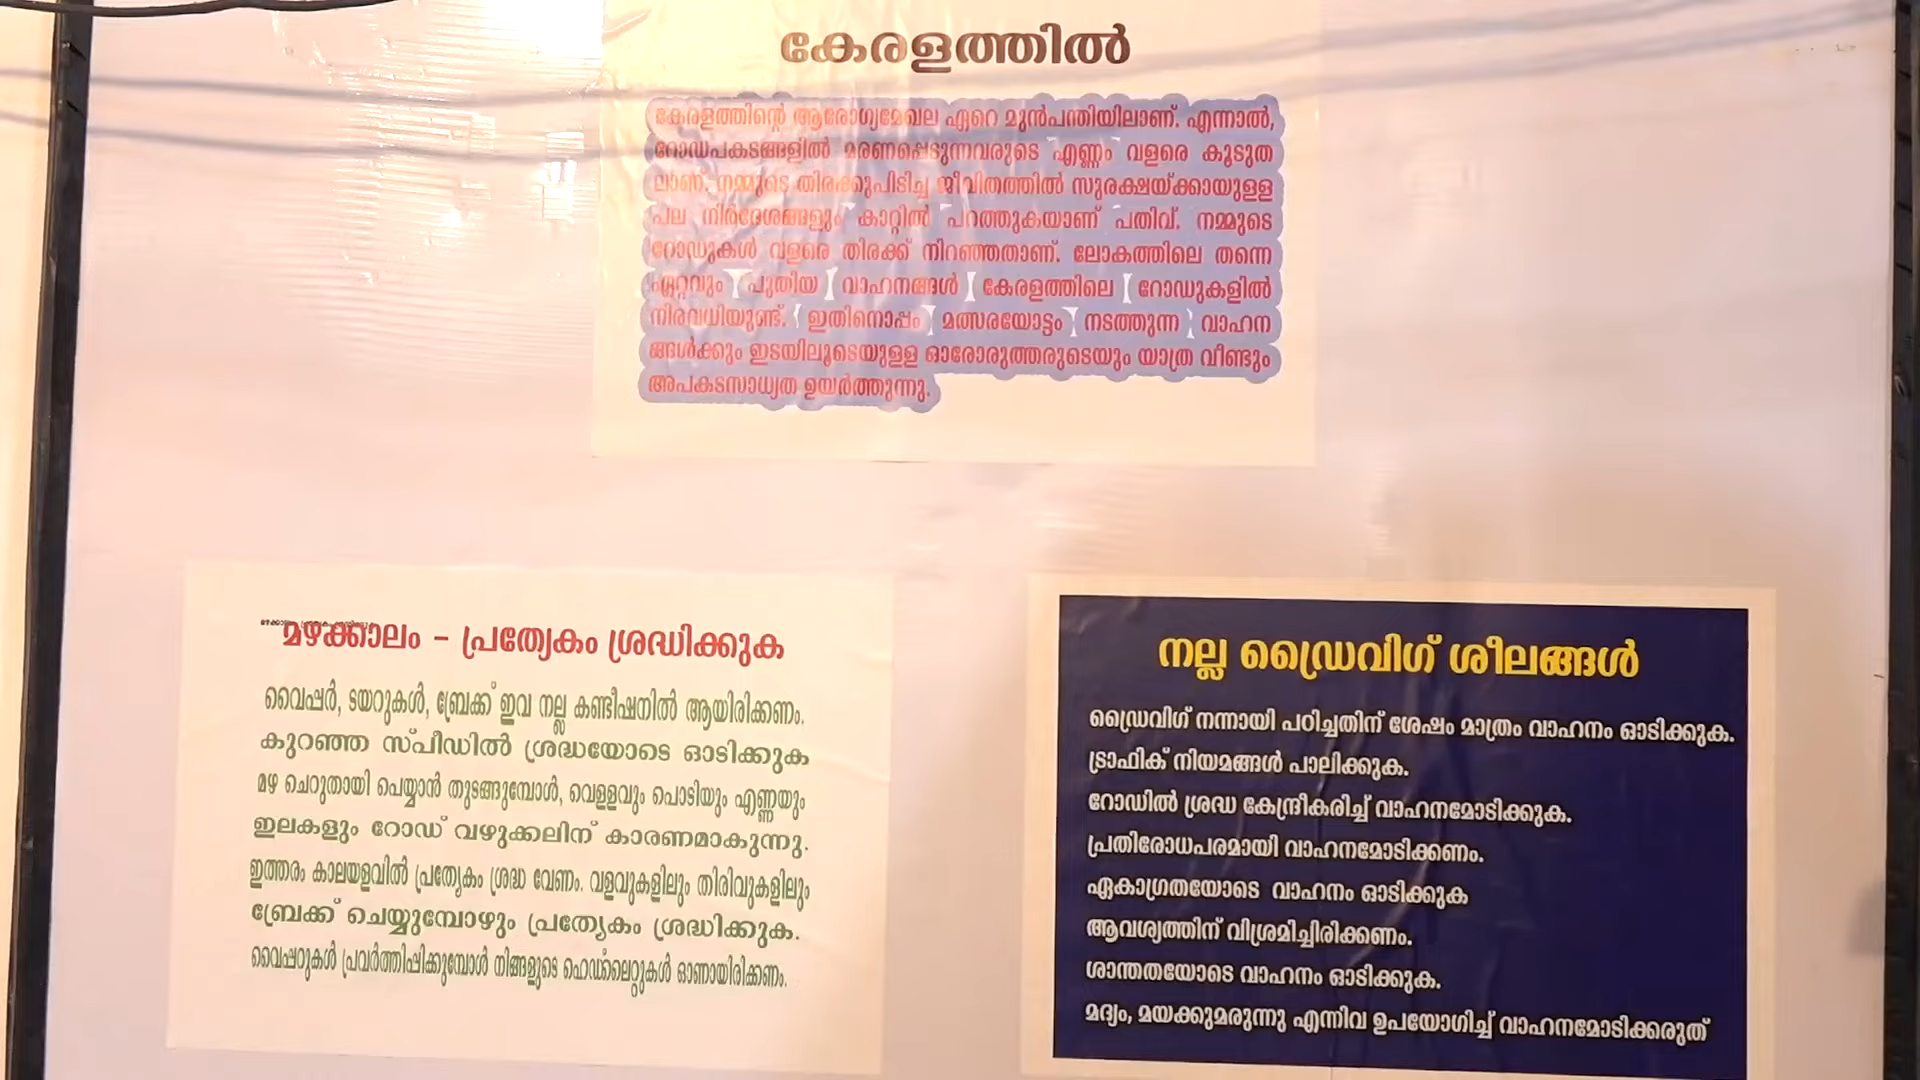 കേരളത്തിൽ
കേരളത്തിന്റെ ആരോഗ്യമേഖല ഏറെ മുൻപന്തിയിലാണ്. എന്നാൽ,
റോഡപകടങ്ങളിൽ മരണപ്പെടുന്നവരുടെ എണ്ണം വളരെ കൂടുത
ലാണ്. നമ്മുടെ തിരക്കുപിടിച്ച ജീവിതത്തിൽ സുരക്ഷയ്ക്കായുളള
പല നിർദേശങ്ങളും കാറ്റിൽ പറത്തുകയാണ് പതിവ്. നമ്മുടെ
റോഡുകൾ വളരെ തിരക്ക് നിറഞ്ഞതാണ്. ലോകത്തിലെ തന്നെ
ഏറ്റവും പുതിയ വാഹനങ്ങൾ കേരളത്തിലെ റോഡുകളിൽ
നിരവധിയുണ്ട്. ഇതിനൊപ്പം മത്സരയോട്ടം നടത്തുന്ന വാഹന
ങ്ങൾക്കും ഇടയിലൂടെയുളള ഓരോരുത്തരുടെയും യാത്ര വീണ്ടും
അപകടസാധ്യത ഉയർത്തുന്നു.
മഴക്കാലം - പ്രത്യേകം ശ്രദ്ധിക്കുക
വൈപ്പർ, ടയറുകൾ, ബ്രേക്ക് ഇവ നല്ല കണ്ടീഷനിൽ ആയിരിക്കണം.
കുറഞ്ഞ സ്പീഡിൽ ശ്രദ്ധയോടെ ഓടിക്കുക
മഴ ചെറുതായി പെയ്യാൻ തുടങ്ങുമ്പോൾ, വെളളവും പൊടിയും എണ്ണയും
ഇലകളും റോഡ് വഴുക്കലിന് കാരണമാകുന്നു.
ഇത്തരം കാലയളവിൽ പ്രത്യേകം ശ്രദ്ധ വേണം. വളവുകളിലും തിരിവുകളിലും
ബ്രേക്ക് ചെയ്യുമ്പോഴും പ്രത്യേകം ശ്രദ്ധിക്കുക.
വൈപ്പറുകൾ പ്രവർത്തിപ്പിക്കുമ്പോൾ നിങ്ങളുടെ ഹെഡ്‌ലൈറ്റുകൾ ഓണായിരിക്കണം.
നല്ല ഡ്രൈവിഗ് ശീലങ്ങൾ
ഡ്രൈവിഗ് നന്നായി പഠിച്ചതിന് ശേഷം മാത്രം വാഹനം ഓടിക്കുക.
ട്രാഫിക് നിയമങ്ങൾ പാലിക്കുക.
റോഡിൽ ശ്രദ്ധ കേന്ദ്രീകരിച്ച് വാഹനമോടിക്കുക.
പ്രതിരോധപരമായി വാഹനമോടിക്കണം.
ഏകാഗ്രതയോടെ വാഹനം ഓടിക്കുക
ആവശ്യത്തിന് വിശ്രമിച്ചിരിക്കണം.
ശാന്തതയോടെ വാഹനം ഓടിക്കുക.
മദ്യം, മയക്കുമരുന്നു എന്നിവ ഉപയോഗിച്ച് വാഹനമോടിക്കരുത്